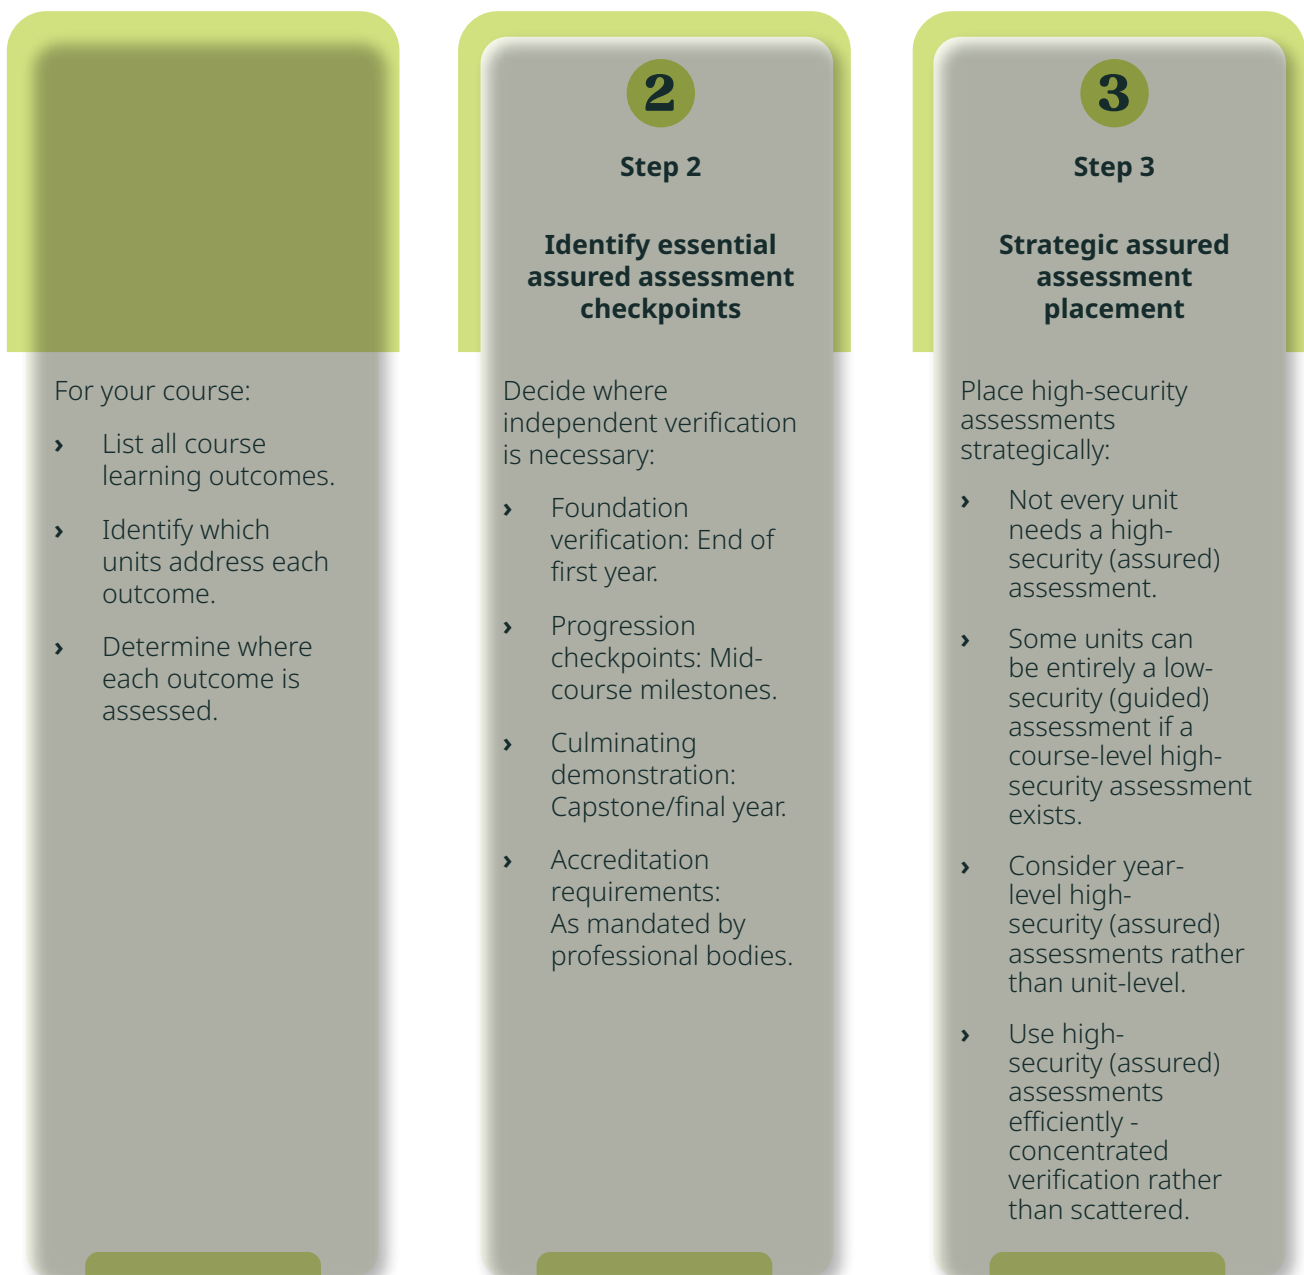 For your course:
› List all course
learning outcomes.
› Identify which
units address each
outcome.
› Determine where
each outcome is
assessed.
2
Step 2
Identify essential
assured assessment
checkpoints
Decide where
independent verification
is necessary:
› Foundation
verification: End of
first year.
› Progression
checkpoints: Mid-
course milestones.
› Culminating
demonstration:
Capstone/final year.
› Accreditation
requirements:
As mandated by
professional bodies.
3
Step 3
Strategic assured
assessment
placement
Place high-security
assessments
strategically:
› Not every unit
needs a high-
security (assured)
assessment.
› Some units can
be entirely a low-
security (guided)
assessment if a
course-level high-
security assessment
exists.
› Consider year-
level high-
security (assured)
assessments rather
than unit-level.
› Use high-
security (assured)
assessments
efficiently -
concentrated
verification rather
than scattered.